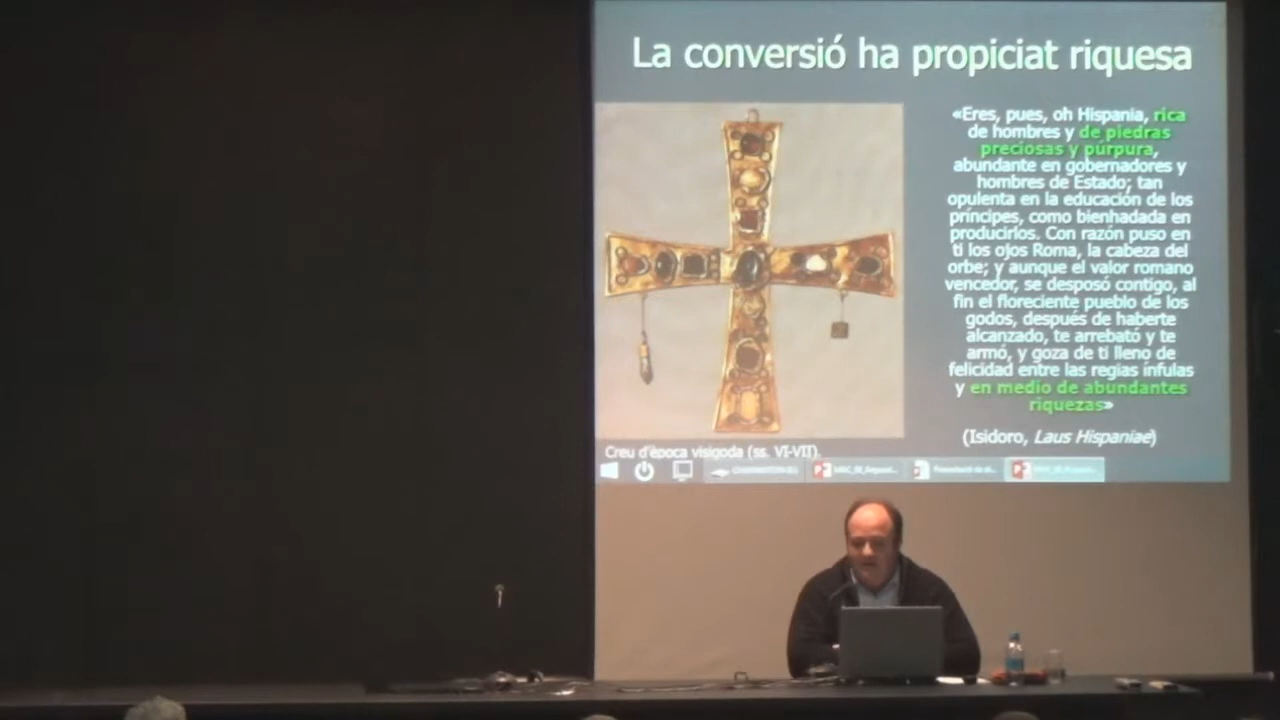 La conversió ha propiciat riquesa
«Eres, pues, oh Hispania, rica
de hombres y de piedras
preciosas y púrpura,
abundante en gobernadores y
hombres de Estado; tan
opulenta en la educación de los
príncipes, como bienhadada en
producirlos. Con razón puso en
ti los ojos Roma, la cabeza del
orbe; y aunque el valor romano
vencedor, se desposó contigo, al
fin el floreciente pueblo de los
godos, después de haberte
alcanzado, te arrebató y te
armó, y goza de ti lleno de
felicidad entre las regias ínfulas
y en medio de abundantes
riquezas»
(Isidoro, Laus Hispaniae)
Creu d'època visigoda (ss. VI-VII).